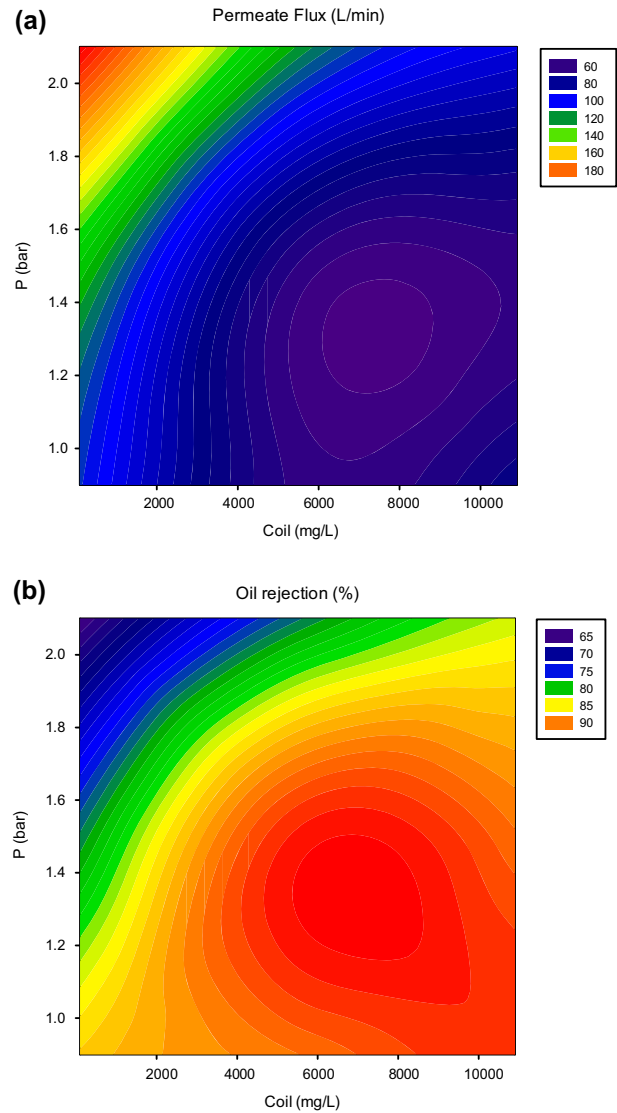 (a)
Permeate Flux (L/min)
2.0
1.8
1.6
1.4
1.2
1.0
P (bar)
2000 4000 6000 8000 10000
Coil (mg/L)
60
80
100
120
140
160
180
(b)
Oil rejection (%)
2.0
1.8
1.6
1.4
1.2
1.0
P (bar)
2000 4000 6000 8000 10000
Coil (mg/L)
65
70
75
80
85
90